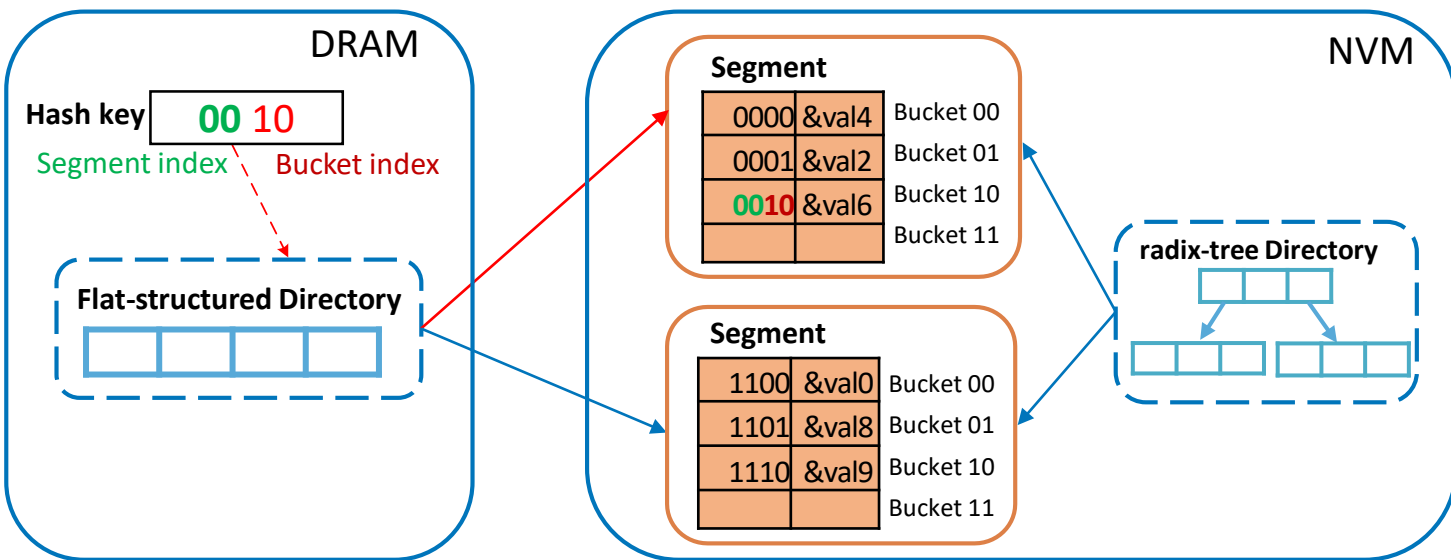 DRAM
Hash key 00 10
Segment index Bucket index
Flat-structured Directory
NVM
Segment
0000 &val4 Bucket 00
0001 &val2 Bucket 01
0010 &val6 Bucket 10
Bucket 11
Segment
1100 &val0 Bucket 00
1101 &val8 Bucket 01
1110 &val9 Bucket 10
Bucket 11
radix-tree Directory